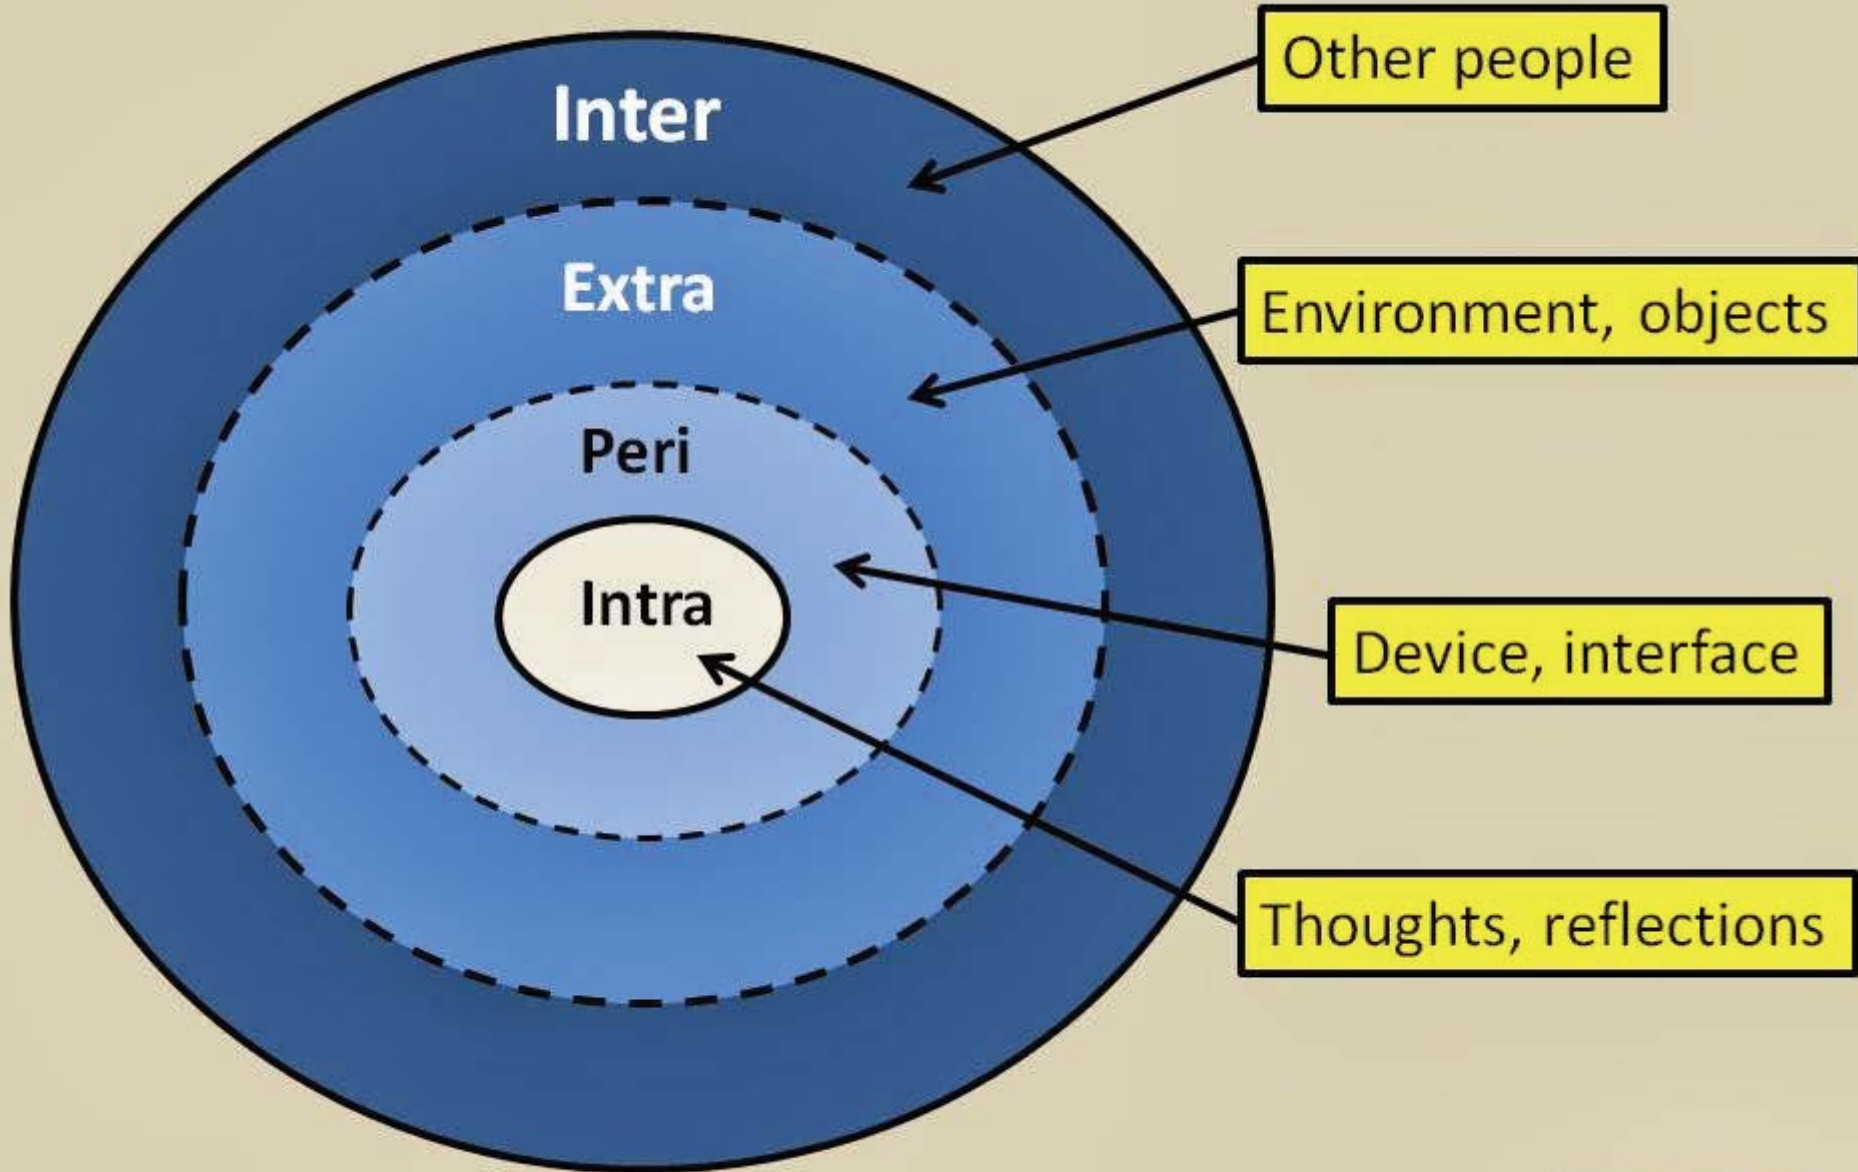 Other people
Inter
Extra
Environment, objects
Peri
Intra
Device, interface
Thoughts, reflections